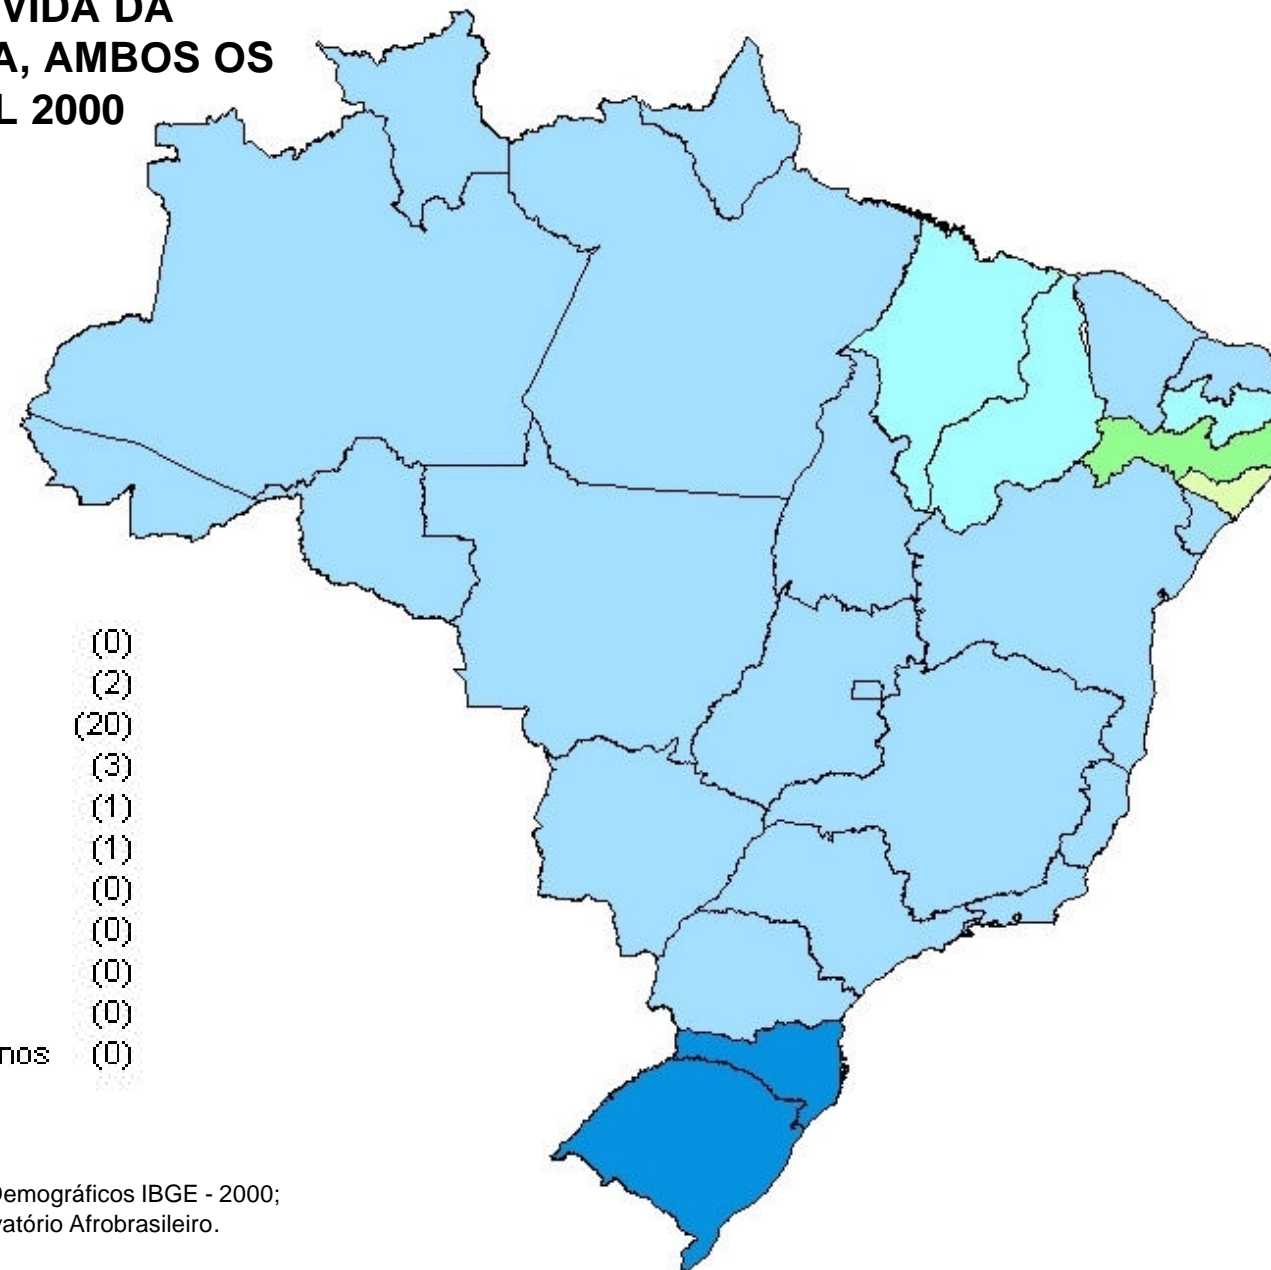 VIDA DA
A, AMBOS OS
L 2000
(0)
(2)
(20)
(3)
(1)
(1)
(0)
(0)
(0)
(0)
nos (0)
Demográficos IBGE - 2000;
vatório Afrobrasileiro.